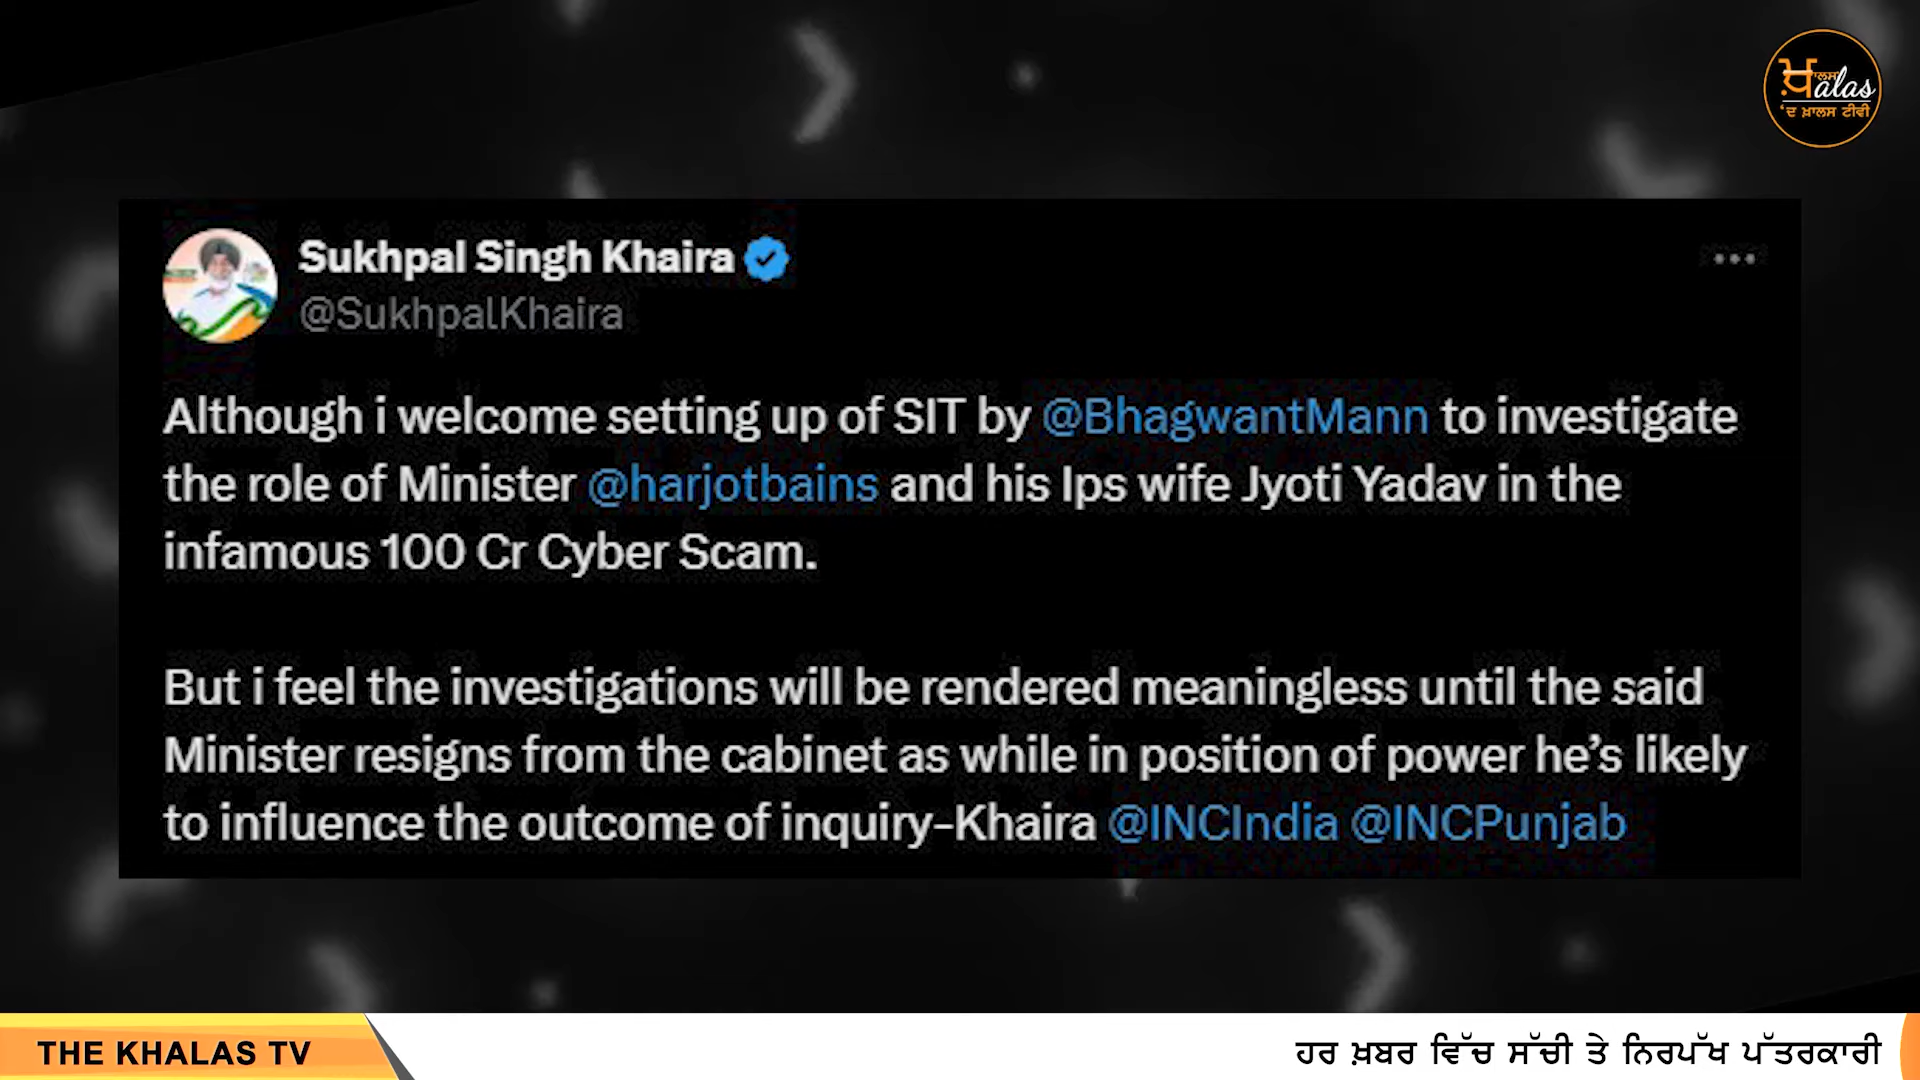 ਖ਼ਾਲਸ
alas
'ਦ ਖ਼ਾਲਸ ਟੀਵੀ
Sukhpal Singh Khaira
@SukhpalKhaira
Although i welcome setting up of SIT by @BhagwantMann to investigate
the role of Minister @harjotbains and his Ips wife Jyoti Yadav in the
infamous 100 Cr Cyber Scam.
But i feel the investigations will be rendered meaningless until the said
Minister resigns from the cabinet as while in position of power he's likely
to influence the outcome of inquiry-Khaira @INCIndia @INCPunjab
THE KHALAS TV
ਹਰ ਖ਼ਬਰ ਵਿੱਚ ਸੱਚੀ ਤੇ ਨਿਰਪੱਖ ਪੱਤਰਕਾਰੀ